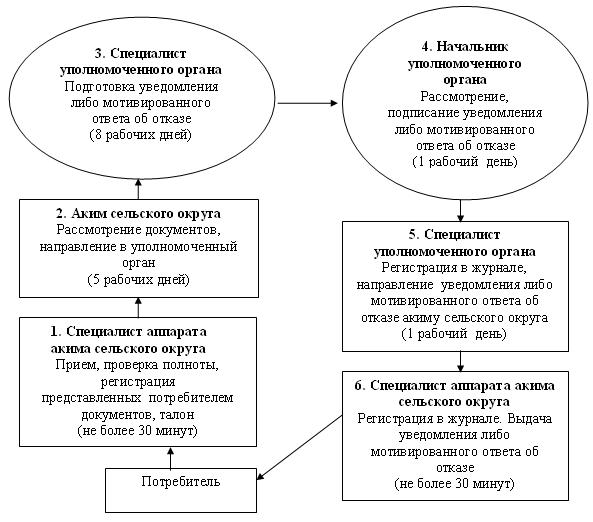 3. Специалист
уполномоченного органа
Подготовка уведомления
либо мотивированного
ответа об отказе
(8 рабочих дней)
4. Начальник
уполномоченного
органа
Рассмотрение,
подписание уведомления
либо мотивированного
ответа об отказе
(1 рабочий день)
2. Аким сельского округа
Рассмотрение документов,
направление в уполномоченный
орган
(5 рабочих дней)
5. Специалист
уполномоченного органа
Регистрация в журнале,
направление уведомления либо
мотивированного ответа об
отказе акиму сельского округа
(1 рабочий день)
1. Специалист аппарата
акима сельского округа
Прием, проверка полноты,
регистрация
представленных потребителем
документов, талон
(не более 30 минут)
6. Специалист аппарата акима
сельского округа
Регистрация в журнале. Выдача
уведомления либо
мотивированного ответа об
отказе
(не более 30 минут)
Потребитель